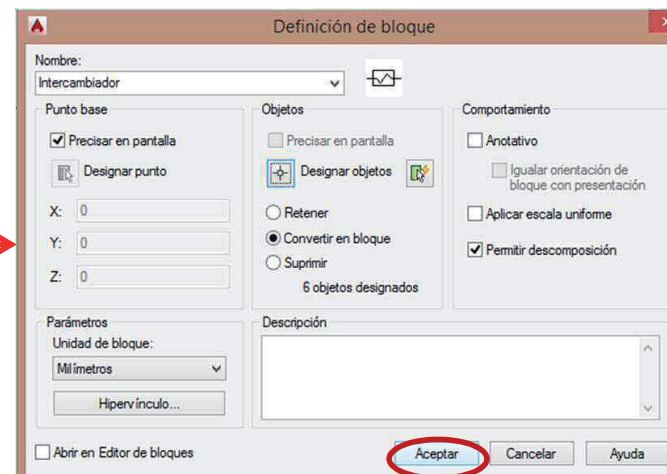 Definición de bloque
Nombre:
Intercambiador
Punto base
Precisar en pantalla
Designar punto
X: 0
Y: 0
Z: 0
Objetos
Precisar en pantalla
Designar objetos
Retener
Convertir en bloque
Suprimir
6 objetos designados
Comportamiento
Anotativo
Igualar orientación de
bloque con presentación
Aplicar escala uniforme
Permitir descomposición
Parámetros
Unidad de bloque:
Milímetros
Hipervínculo...
Descripción
Abrir en Editor de bloques
Aceptar
Cancelar
Ayuda